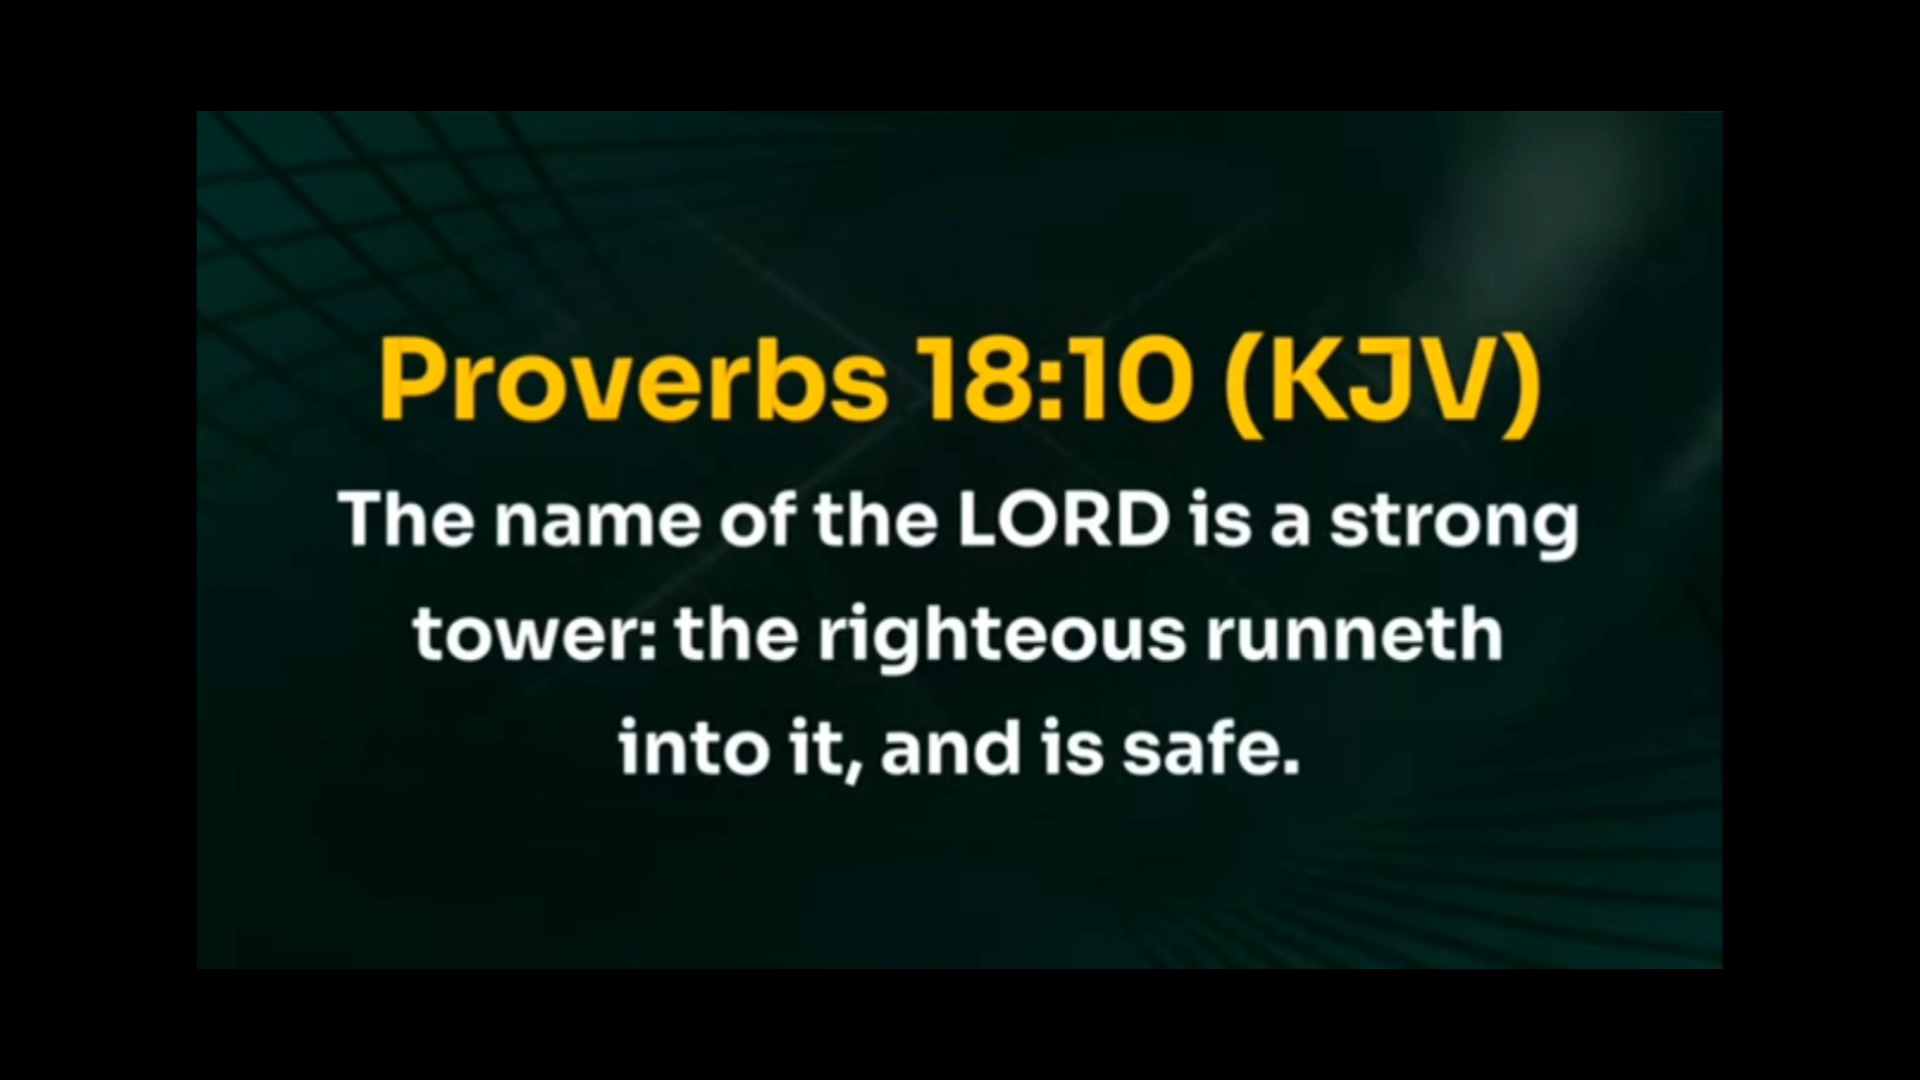 Proverbs 18:10 (KJV)
The name of the LORD is a strong
tower: the righteous runneth
into it, and is safe.